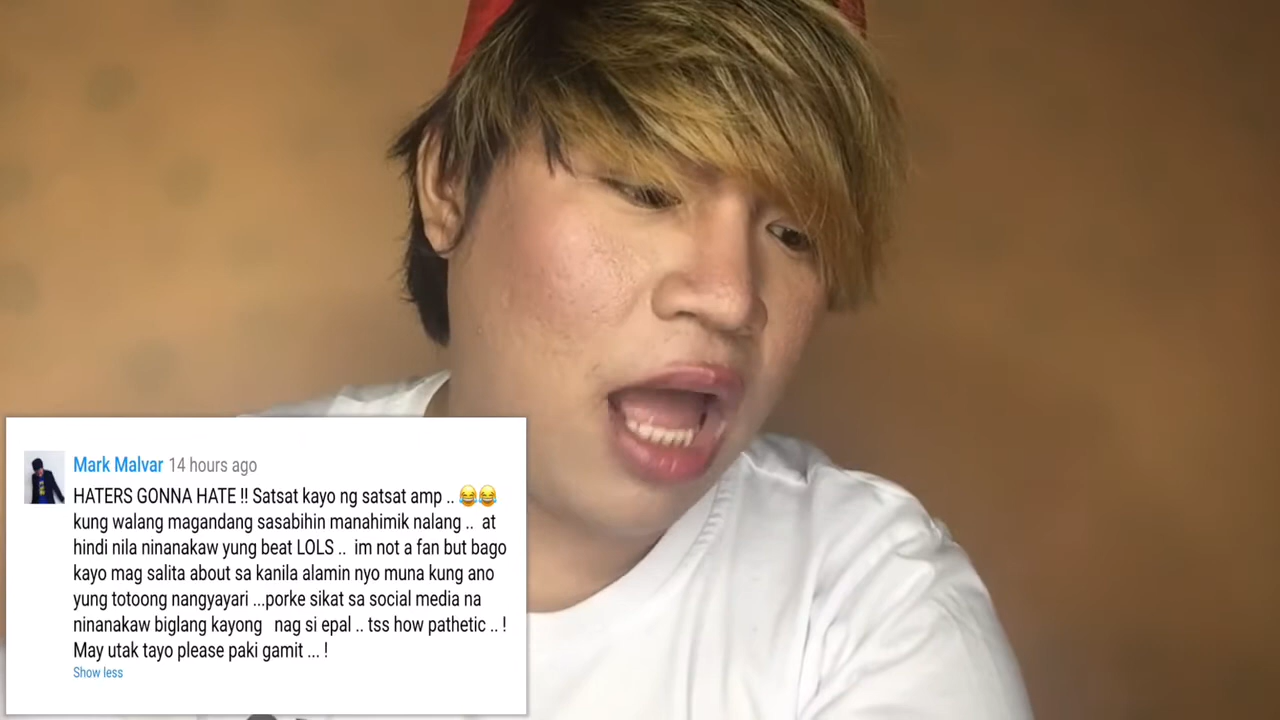 Mark Malvar 14 hours ago
HATERS GONNA HATE !! Satsat kayo ng satsat amp .. 😂😂
kung walang magandang sasabihin manahimik nalang ..  at
hindi nila ninanakaw yung beat LOLS ..  im not a fan but bago
kayo mag salita about sa kanila alamin nyo muna kung ano
yung totoong nangyayari ...porke sikat sa social media na
ninanakaw biglang kayong   nag si epal .. tss how pathetic .. !
May utak tayo please paki gamit ... !
Show less